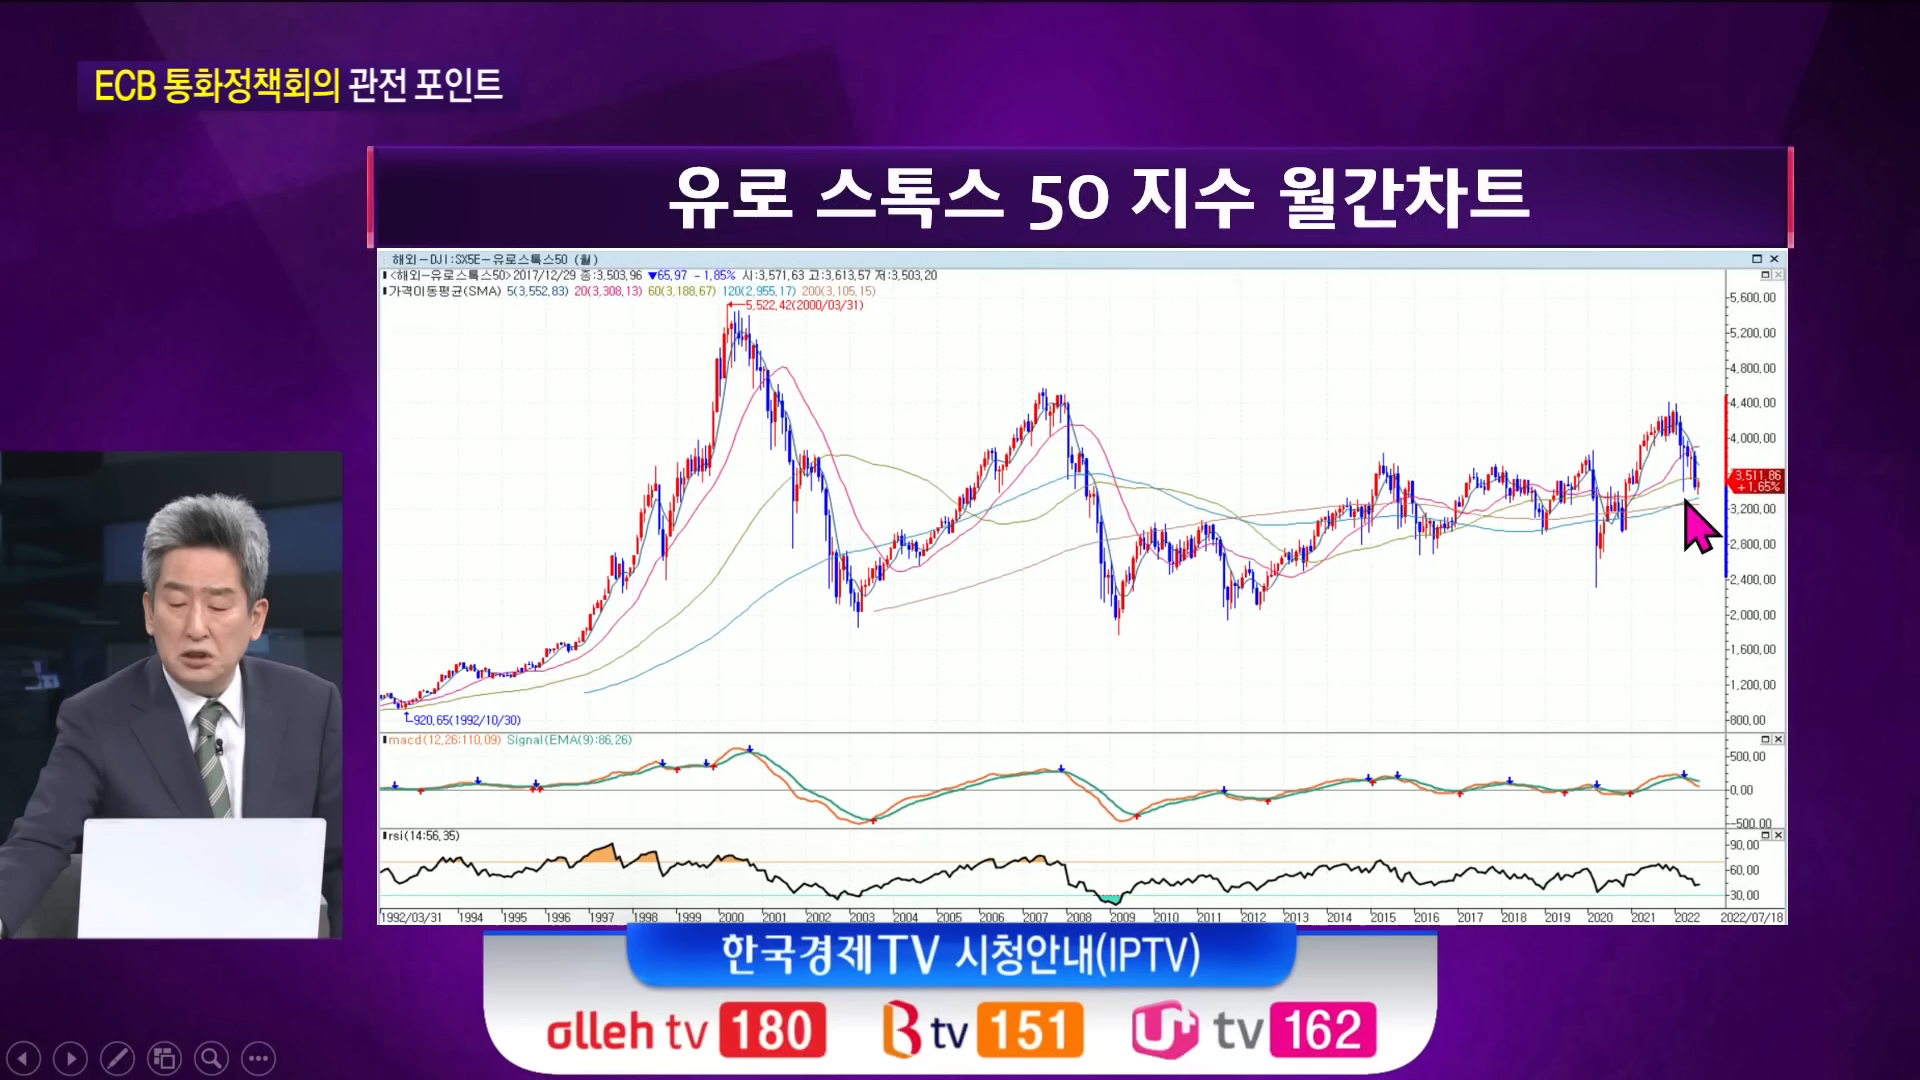 ECB 통화정책회의 관전 포인트
유로 스톡스 50 지수 월간차트
해외-DJI:SX5E-유로스톡스50 (월)
<해외-유로스톡스50>2017/12/29 종:3,503,96 ▼65,97 -1,85% 시:3,571,63 고:3,613,57 저:3,503,20
가격이동평균(SMA) 5(3,552,83) 20(3,308,13) 60(3,188,67) 120(2,955,17) 200(3,105,15)
5,522,42(2000/03/31)
5,600,00
5,200,00
4,800,00
4,400,00
4,000,00
3,511,86
+1,65%
3,200,00
2,800,00
2,400,00
2,000,00
1,600,00
1,200,00
800,00
920,65(1992/10/30)
macd(12,26:110,09) Signal(EMA(9):86,26)
500,00
0,00
-500,00
rsi(14:56,35)
90,00
60,00
30,00
1992/03/31 1994 1995 1996 1997 1998 1999 2000 2001 2002 2003 2004 2005 2006 2007 2008 2009 2010 2011 2012 2013 2014 2015 2016 2017 2018 2019 2020 2021 2022 2022/07/18
한국경제TV 시청안내(IPTV)
olleh tv 180 B tv 151 U+ tv 162